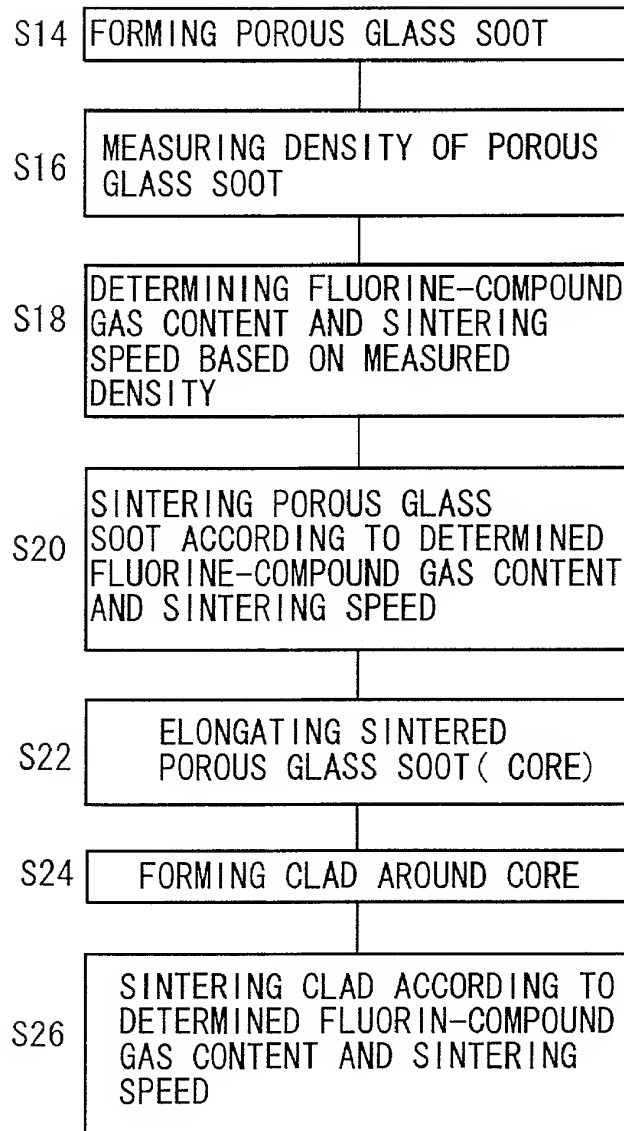 S14 FORMING POROUS GLASS SOOT
S16 MEASURING DENSITY OF POROUS
GLASS SOOT
S18 DETERMINING FLUORINE-COMPOUND
GAS CONTENT AND SINTERING
SPEED BASED ON MEASURED
DENSITY
S20 SINTERING POROUS GLASS
SOOT ACCORDING TO DETERMINED
FLUORINE-COMPOUND GAS CONTENT
AND SINTERING SPEED
S22 ELONGATING SINTERED
POROUS GLASS SOOT( CORE)
S24 FORMING CLAD AROUND CORE
S26 SINTERING CLAD ACCORDING TO
DETERMINED FLUORIN-COMPOUND
GAS CONTENT AND SINTERING
SPEED